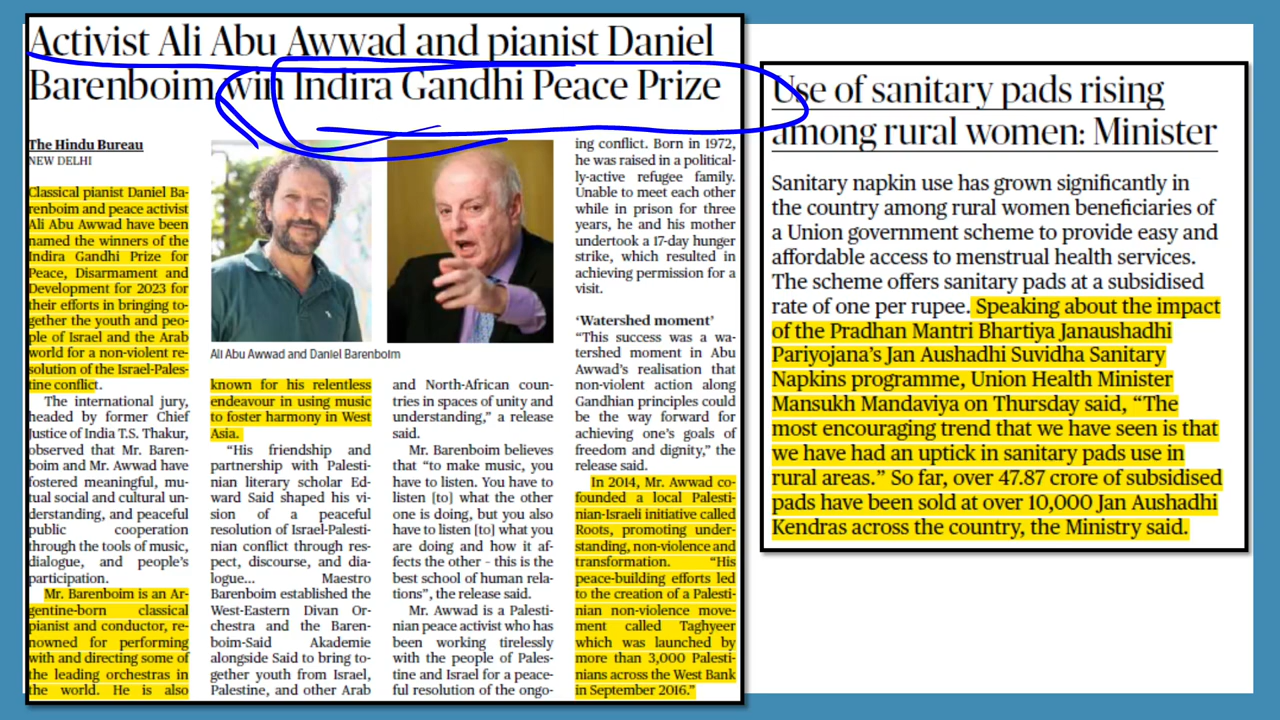 Activist Ali Abu Awwad and pianist Daniel
Barenboim win Indira Gandhi Peace Prize
The Hindu Bureau
NEW DELHI
Classical pianist Daniel Ba-
renboim and peace activist
Ali Abu Awwad have been
named the winners of the
Indira Gandhi Prize for
Peace, Disarmament and
Development for 2023 for
their efforts in bringing to-
gether the youth and peo-
ple of Israel and the Arab
world for a non-violent re-
solution of the Israel-Pales-
tine conflict.
The international jury,
headed by former Chief
Justice of India T.S. Thakur,
observed that Mr. Baren-
boim and Mr. Awwad have
fostered meaningful, mu-
tual social and cultural un-
derstanding, and peaceful
public cooperation
through the tools of music,
dialogue, and people's
participation.
Mr. Barenboim is an Ar-
gentine-born classical
pianist and conductor, re-
nowned for performing
with and directing some of
the leading orchestras in
the world. He is also
Ali Abu Awwad and Daniel Barenboim
known for his relentless
endeavour in using music
to foster harmony in West
Asia.
“His friendship and
partnership with Palesti-
nian literary scholar Ed-
ward Said shaped his vi-
sion of a peaceful
resolution of Israel-Palesti-
nian conflict through res-
pect, discourse, and dia-
logue... Maestro
Barenboim established the
West-Eastern Divan Or-
chestra and the Baren-
boim-Said Akademie
alongside Said to bring to-
gether youth from Israel,
Palestine, and other Arab
and North-African coun-
tries in spaces of unity and
understanding,” a release
said.
Mr. Barenboim believes
that “to make music, you
have to listen. You have to
listen [to] what the other
one is doing, but you also
have to listen [to] what you
are doing and how it af-
fects the other - this is the
best school of human rela-
tions”, the release said.
Mr. Awwad is a Palesti-
nian peace activist who has
been working tirelessly
with the people of Pales-
tine and Israel for a peace-
ful resolution of the ongo-
ing conflict. Born in 1972,
he was raised in a political-
ly-active refugee family.
Unable to meet each other
while in prison for three
years, he and his mother
undertook a 17-day hunger
strike, which resulted in
achieving permission for a
visit.
‘Watershed moment’
“This success was a wa-
tershed moment in Abu
Awwad's realisation that
non-violent action along
Gandhian principles could
be the way forward for
achieving one's goals of
freedom and dignity,” the
release said.
In 2014, Mr. Awwad co-
founded a local Palesti-
nian-Israeli initiative called
Roots, promoting under-
standing, non-violence and
transformation. “His
peace-building efforts led
to the creation of a Palesti-
nian non-violence move-
ment called Taghyeer
which was launched by
more than 3,000 Palesti-
nians across the West Bank
in September 2016.”
Use of sanitary pads rising
among rural women: Minister
Sanitary napkin use has grown significantly in
the country among rural women beneficiaries of
a Union government scheme to provide easy and
affordable access to menstrual health services.
The scheme offers sanitary pads at a subsidised
rate of one per rupee. Speaking about the impact
of the Pradhan Mantri Bhartiya Janaushadhi
Pariyojana's Jan Aushadhi Suvidha Sanitary
Napkins programme, Union Health Minister
Mansukh Mandaviya on Thursday said, “The
most encouraging trend that we have seen is that
we have had an uptick in sanitary pads use in
rural areas.” So far, over 47.87 crore of subsidised
pads have been sold at over 10,000 Jan Aushadhi
Kendras across the country, the Ministry said.